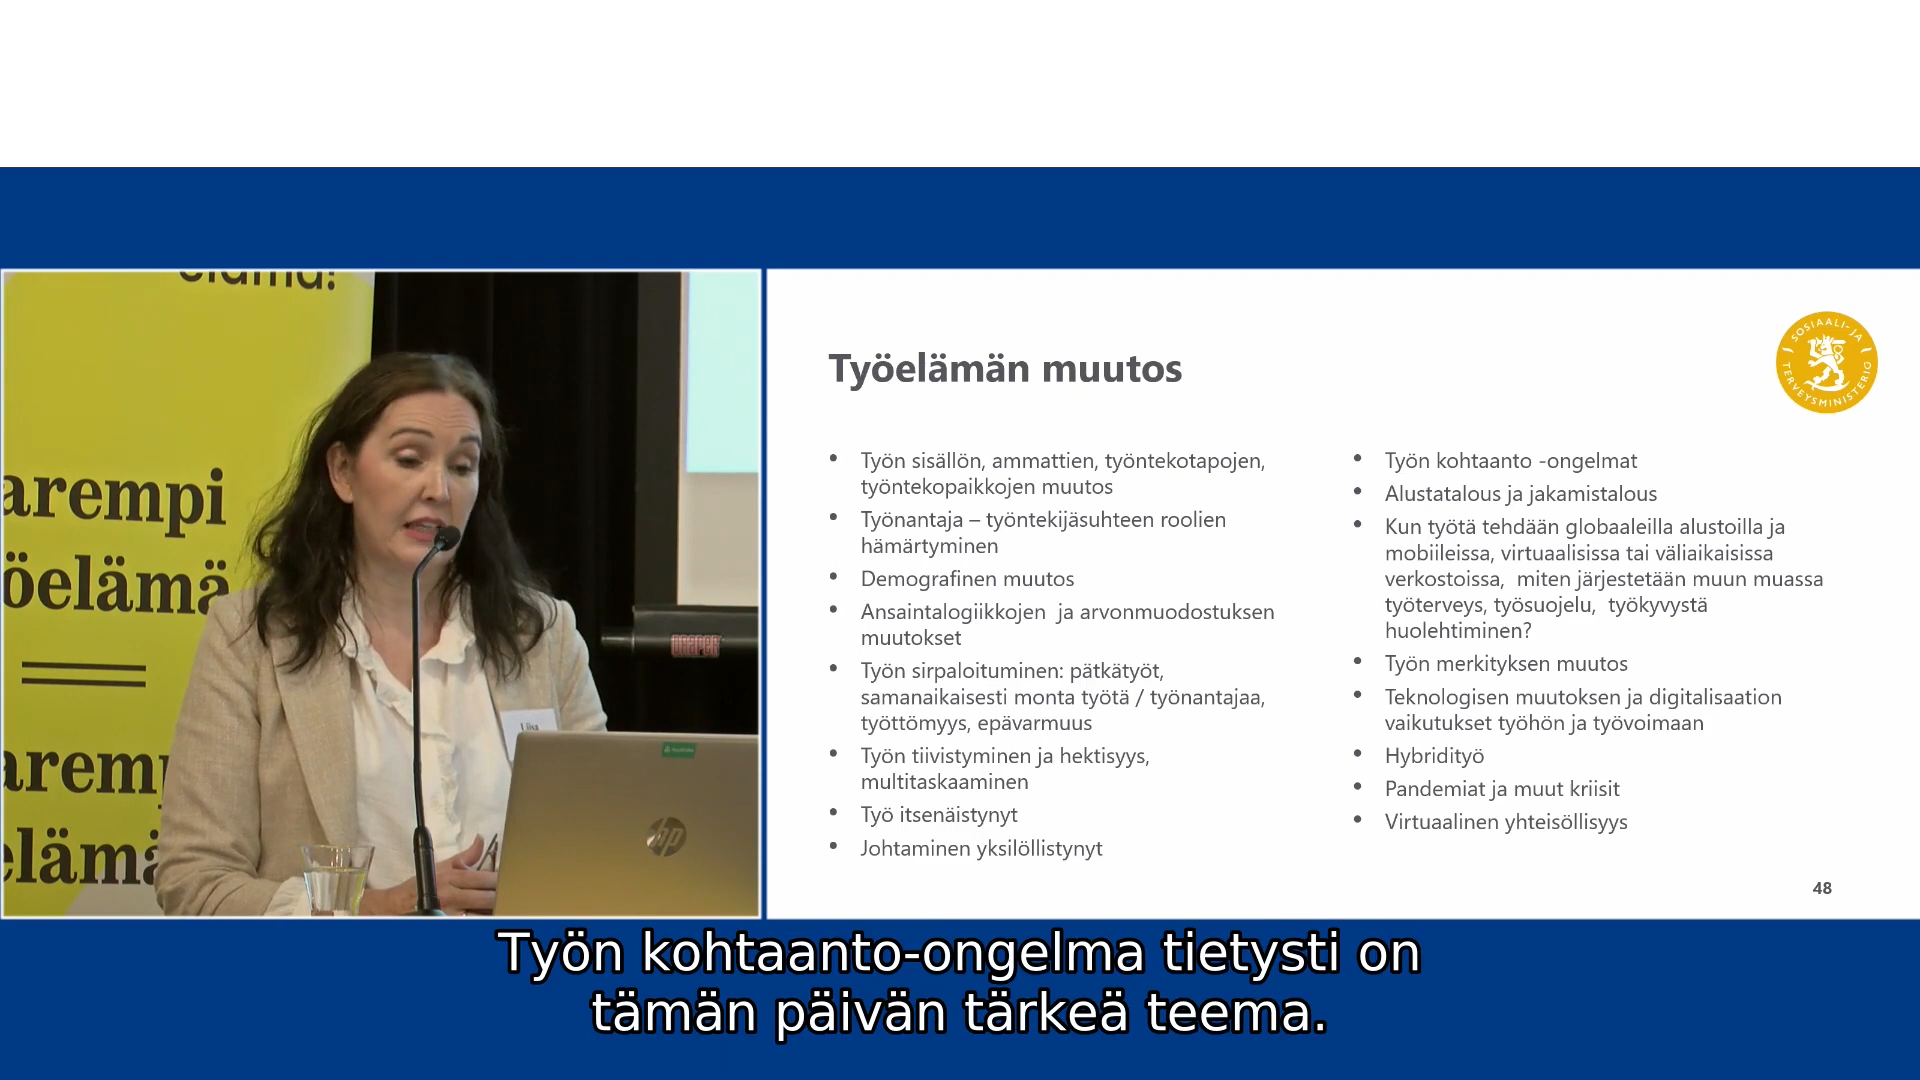 elämä!
arempi
öelämä
arem
elämä
Liisa
hp
Työelämän muutos
SOSIAALI- JA
TERVEYSMINISTERIÖ
• Työn sisällön, ammattien, työntekotapojen,
työntekopaikkojen muutos
• Työnantaja – työntekijäsuhteen roolien
hämärtyminen
• Demografinen muutos
• Ansaintalogiikkojen ja arvonmuodostuksen
muutokset
• Työn sirpaloituminen: pätkätyöt,
samanaikaisesti monta työtä / työnantajaa,
työttömyys, epävarmuus
• Työn tiivistyminen ja hektisyys,
multitaskaaminen
• Työ itsenäistynyt
• Johtaminen yksilöllistynyt
• Työn kohtaanto -ongelmat
• Alustatalous ja jakamistalous
• Kun työtä tehdään globaaleilla alustoilla ja
mobiileissa, virtuaalisissa tai väliaikaisissa
verkostoissa, miten järjestetään muun muassa
työterveys, työsuojelu, työkyvystä
huolehtiminen?
• Työn merkityksen muutos
• Teknologisen muutoksen ja digitalisaation
vaikutukset työhön ja työvoimaan
• Hybridityö
• Pandemiat ja muut kriisit
• Virtuaalinen yhteisöllisyys
48
Työn kohtaanto-ongelma tietysti on
tämän päivän tärkeä teema.